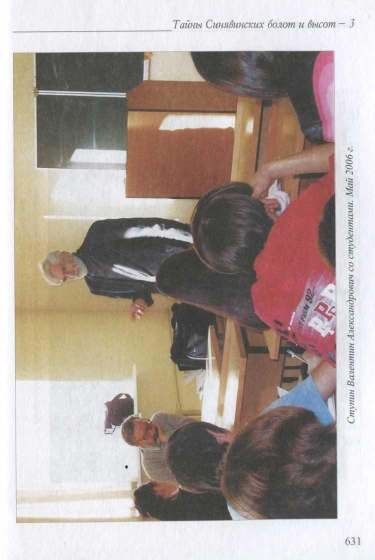 Тайны Синявинских болот и высот – 3
Ступин Валентин Александрович со студентами. Май 2006 г.
631